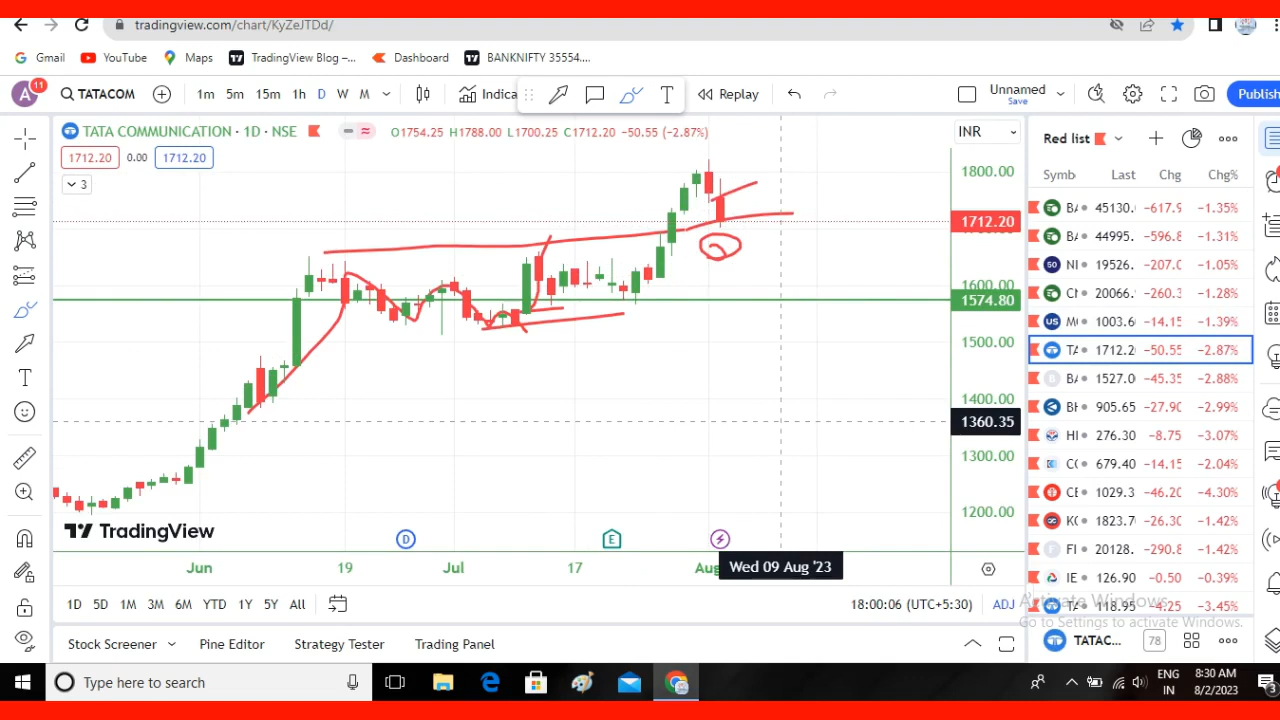 tradingview.com/chart/KyZeJTDd/
Gmail YouTube Maps TradingView Blog –... Dashboard BANKNIFTY 35554....
A 11 TATACOM 1m 5m 15m 1h D W M Indica T Replay Unnamed Save Publish
TATA COMMUNICATION · 1D · NSE O1754.25 H1788.00 L1700.25 C1712.20 −50.55 (−2.87%) INR
1712.20 0.00 1712.20
3
1800.00
1712.20
1600.00
1574.80
1500.00
1400.00
1360.35
1300.00
1200.00
TradingView
D E
Jun 19 Jul 17 Aug Wed 09 Aug '23
1D 5D 1M 3M 6M YTD 1Y 5Y All 18:00:06 (UTC+5:30) ADJ
Stock Screener Pine Editor Strategy Tester Trading Panel
Red list
Symb Last Chg Chg%
45130. −617.9 −1.35%
44995. −596.8 −1.31%
NI 19526. −207.0 −1.05%
20066. −260.3 −1.28%
1003.6 −14.15 −1.39%
TA 1712.2 −50.55 −2.87%
1527.0 −45.35 −2.88%
905.65 −27.90 −2.99%
HI 276.30 −8.75 −3.07%
679.40 −14.15 −2.04%
1029.3 −46.20 −4.30%
1823.7 −26.30 −1.42%
FI 20128. −290.8 −1.42%
IE 126.90 −0.50 −0.39%
118.95 −4.25 −3.45%
Activate Windows
Go to Settings to activate Windows.
TATAC... 78
Type here to search
ENG
IN
8:30 AM
8/2/2023
3